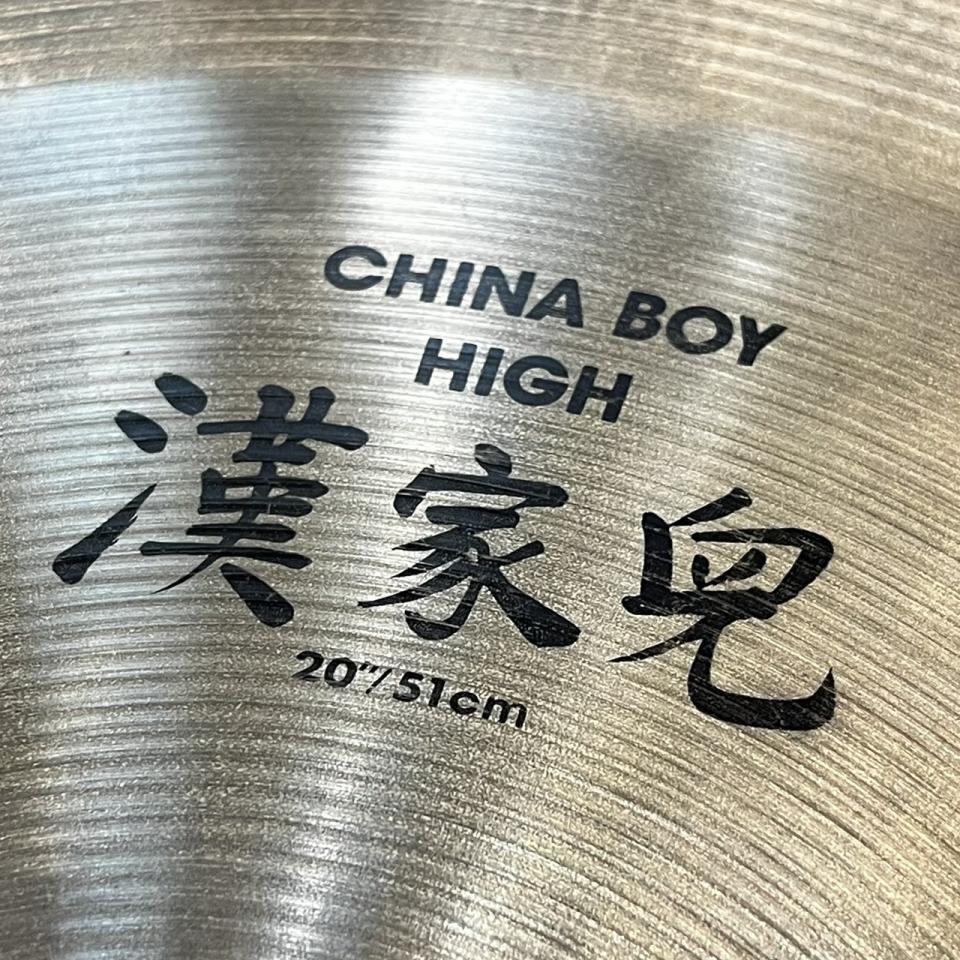 CHINA BOY
HIGH
漢家兒
20"/51cm